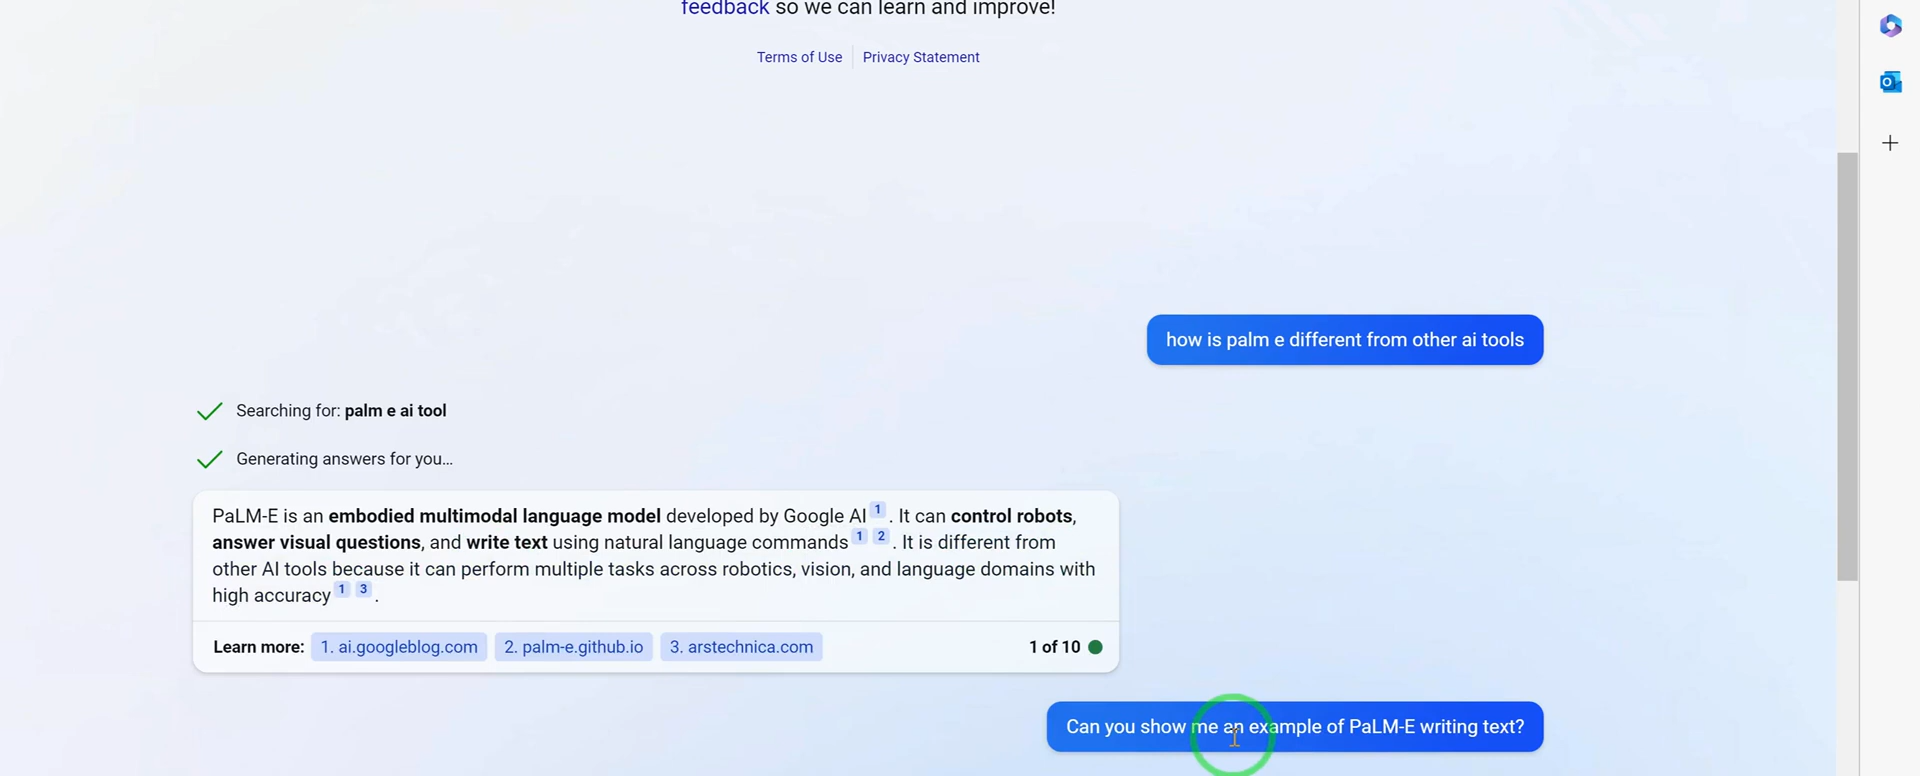 feedback so we can learn and improve!
Terms of Use Privacy Statement
how is palm e different from other ai tools
Searching for: palm e ai tool
Generating answers for you...
PaLM-E is an embodied multimodal language model developed by Google AI 1 . It can control robots,
answer visual questions, and write text using natural language commands 1 2 . It is different from
other AI tools because it can perform multiple tasks across robotics, vision, and language domains with
high accuracy 1 3 .
Learn more: 1. ai.googleblog.com 2. palm-e.github.io 3. arstechnica.com 1 of 10
Can you show me an example of PaLM-E writing text?